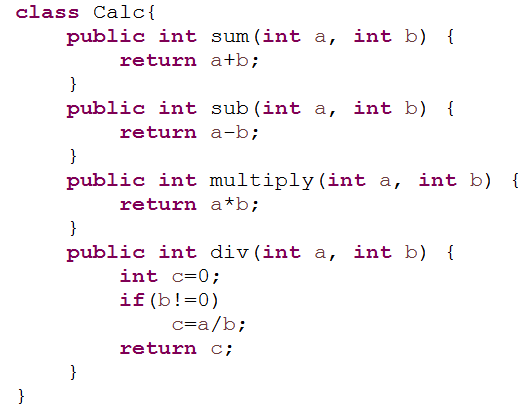 class Calc{
    public int sum(int a, int b) {
        return a+b;
    }
    public int sub(int a, int b) {
        return a-b;
    }
    public int multiply(int a, int b) {
        return a*b;
    }
    public int div(int a, int b) {
        int c=0;
        if(b!=0)
            c=a/b;
        return c;
    }
}